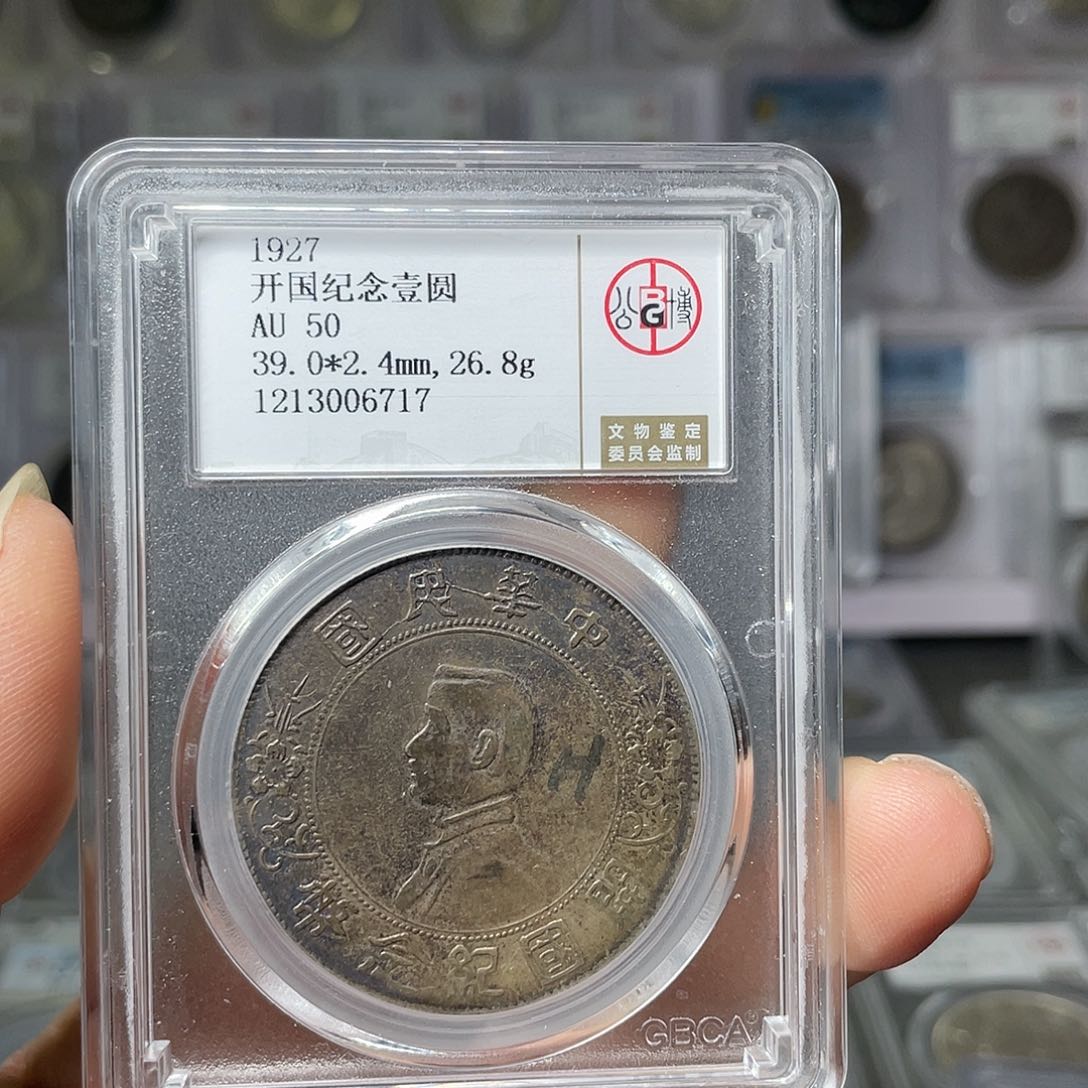 1927
开国纪念壹圆
AU 50
39.0*2.4mm, 26.8g
1213006717
公 BG 博
文物鉴定
委员会监制
中華民國
開國紀念幣
GBCA